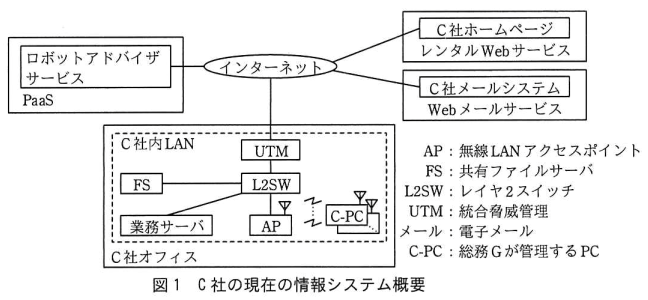 C社ホームページ
レンタルWebサービス
ロボットアドバイザ
サービス
PaaS
インターネット
C社メールシステム
Webメールサービス
C社内LAN
UTM
FS
L2SW
業務サーバ
AP
C-PC
C社オフィス
AP：無線LANアクセスポイント
FS：共有ファイルサーバ
L2SW：レイヤ2スイッチ
UTM：統合脅威管理
メール：電子メール
C-PC：総務Gが管理するPC
図1 C社の現在の情報システム概要